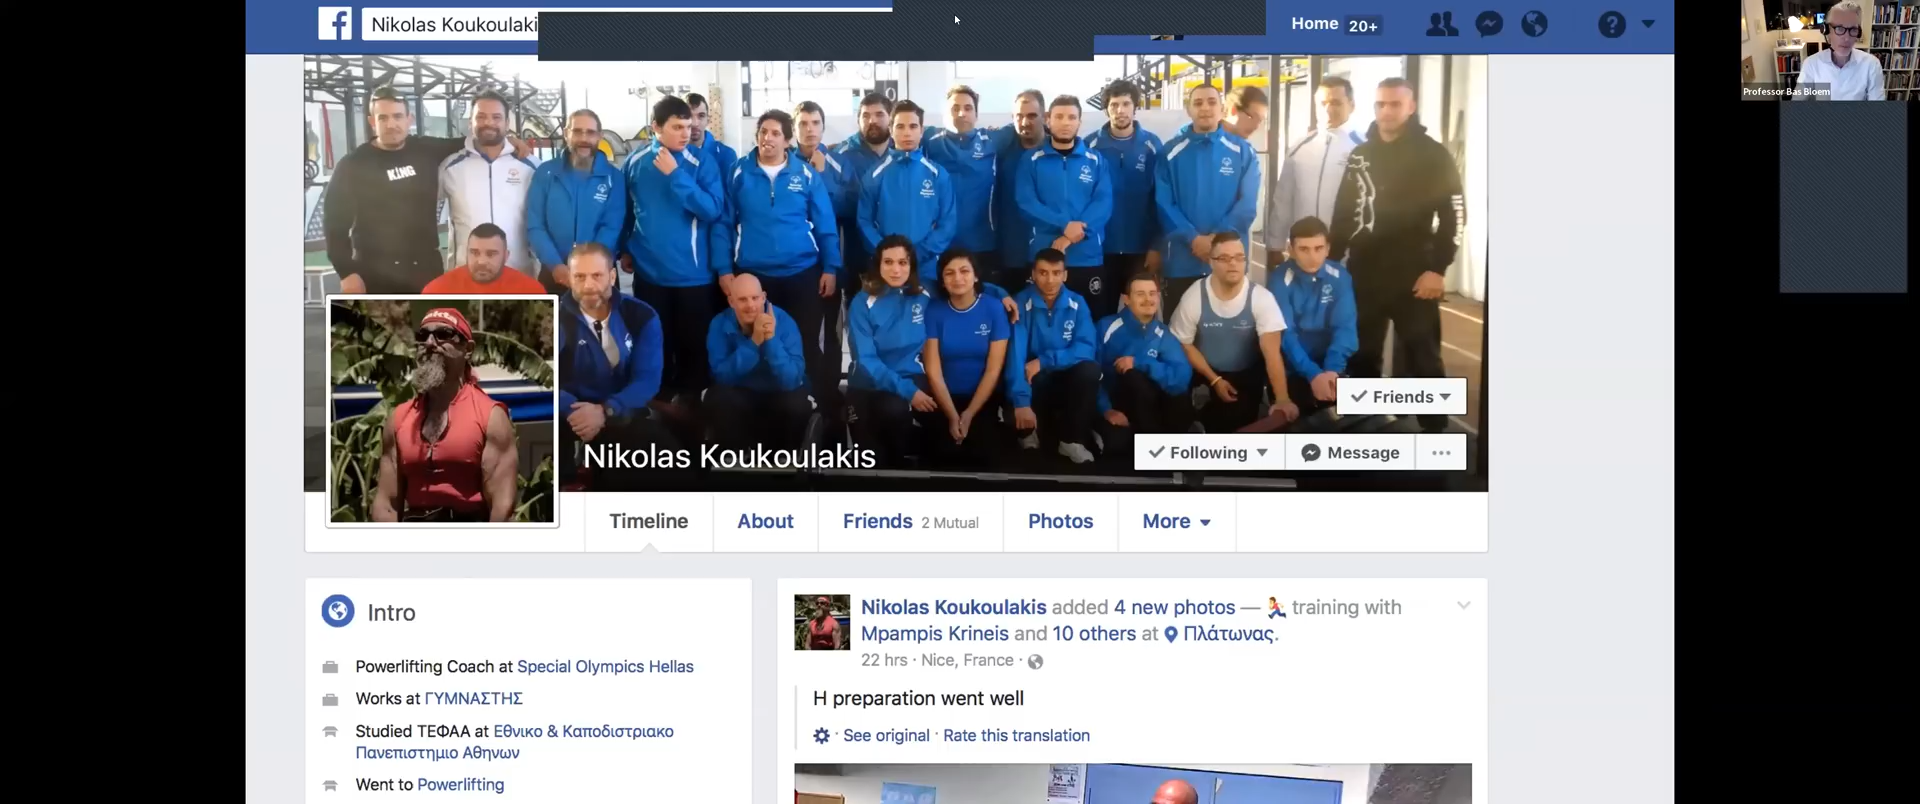 Nikolas Koukoulaki
Home 20+
Professor Bas Bloem
KING
Nikolas Koukoulakis
Friends
Following
Message
Timeline
About
Friends 2 Mutual
Photos
More
Intro
Powerlifting Coach at Special Olympics Hellas
Works at ΓΥΜΝΑΣΤΗΣ
Studied ΤΕΦΑΑ at Εθνικο & Καποδιστριακο
Πανεπιστημιο Αθηνων
Went to Powerlifting
Nikolas Koukoulakis added 4 new photos — training with
Mpampis Krineis and 10 others at Πλάτωνας.
22 hrs · Nice, France ·
H preparation went well
· See original · Rate this translation